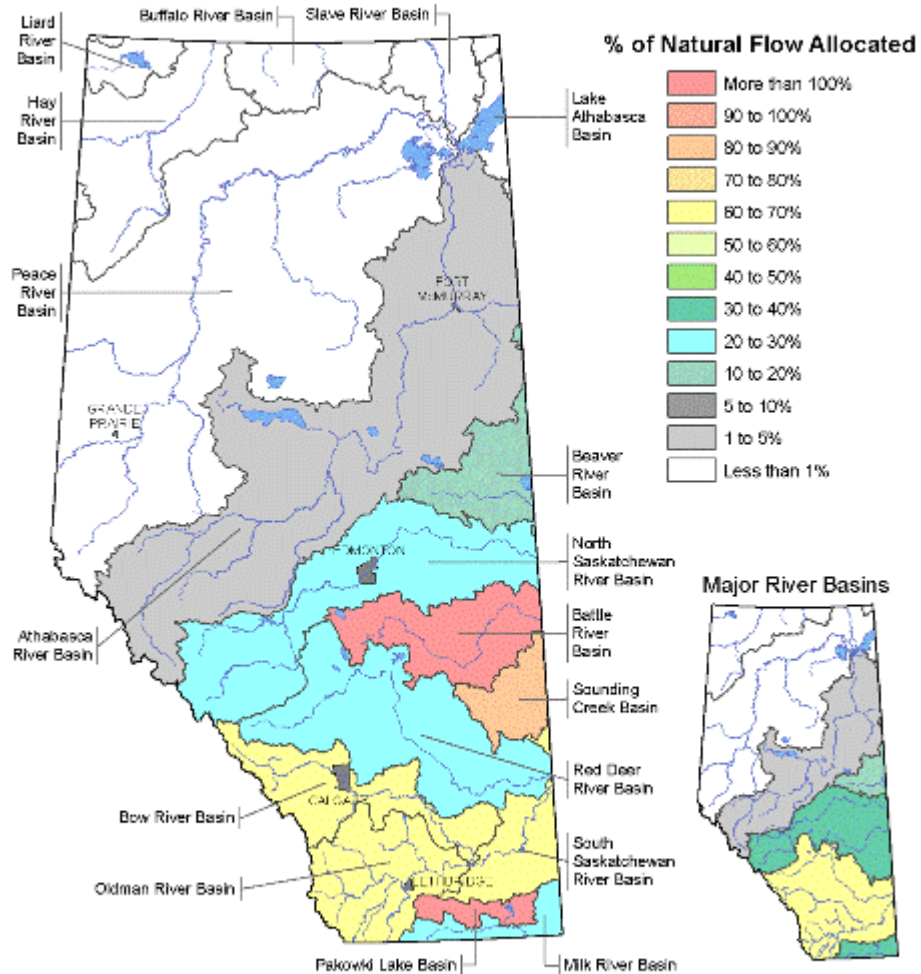 Liard
River
Basin
Buffalo River Basin
Slave River Basin
Hay
River
Basin
Lake
Athabasca
Basin
% of Natural Flow Allocated
More than 100%
90 to 100%
80 to 90%
70 to 80%
60 to 70%
50 to 60%
40 to 50%
30 to 40%
20 to 30%
10 to 20%
5 to 10%
1 to 5%
Less than 1%
Peace
River
Basin
FORT
McMURRAY
GRANDE
PRAIRIE
Beaver
River
Basin
EDMONTON
North
Saskatchewan
River Basin
Athabasca
River Basin
Battle
River
Basin
Sounding
Creek Basin
Red Deer
River Basin
Bow River Basin
Oldman River Basin
South
Saskatchewan
River Basin
Pakowki Lake Basin
Milk River Basin
Major River Basins